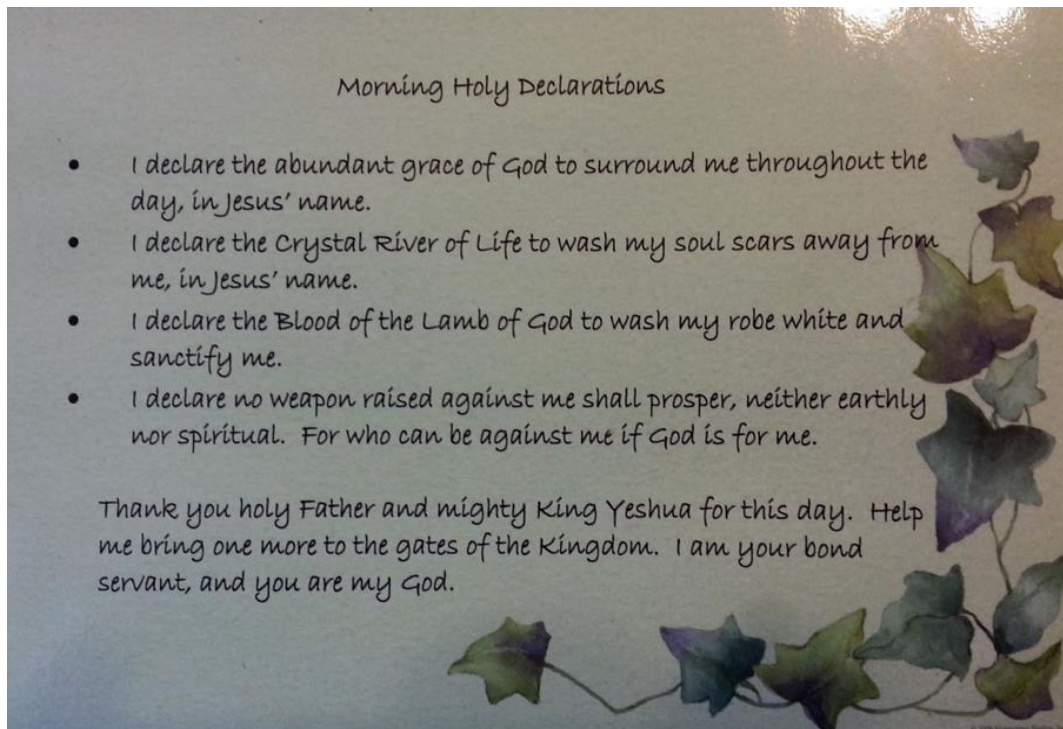 Morning Holy Declarations
• I declare the abundant grace of God to surround me throughout the
day, in Jesus' name.
• I declare the Crystal River of Life to wash my soul scars away from
me, in Jesus' name.
• I declare the Blood of the Lamb of God to wash my robe white and
sanctify me.
• I declare no weapon raised against me shall prosper, neither earthly
nor spiritual. For who can be against me if God is for me.
Thank you holy Father and mighty King Yeshua for this day. Help
me bring one more to the gates of the Kingdom. I am your bond
servant, and you are my God.